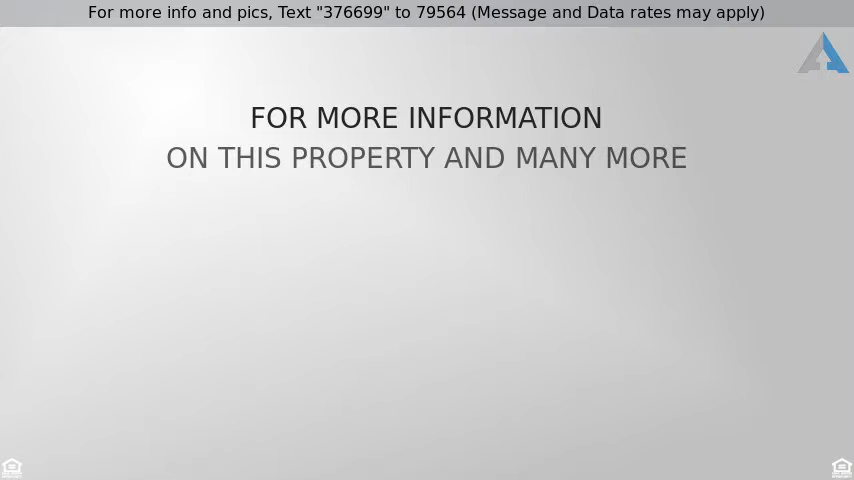 For more info and pics, Text "376699" to 79564 (Message and Data rates may apply)
FOR MORE INFORMATION
ON THIS PROPERTY AND MANY MORE